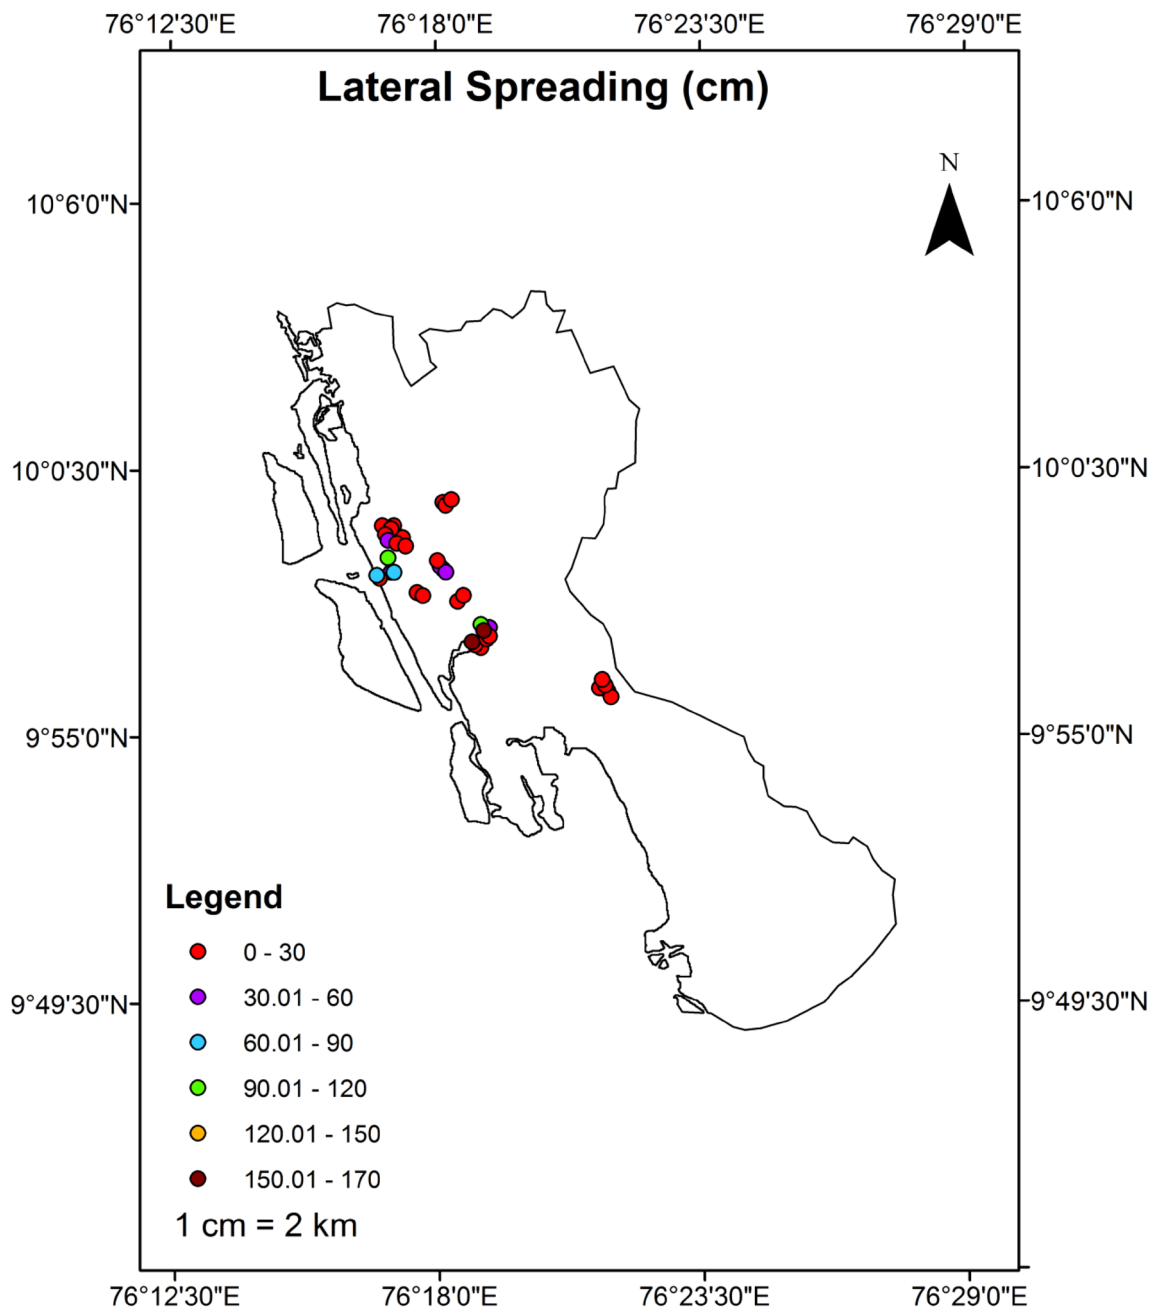 76°12'30"E 76°18'0"E 76°23'30"E 76°29'0"E
Lateral Spreading (cm)
N
10°6'0"N 10°6'0"N
10°0'30"N 10°0'30"N
9°55'0"N 9°55'0"N
Legend
0 - 30
30.01 - 60
9°49'30"N 9°49'30"N
60.01 - 90
90.01 - 120
120.01 - 150
150.01 - 170
1 cm = 2 km
76°12'30"E 76°18'0"E 76°23'30"E 76°29'0"E